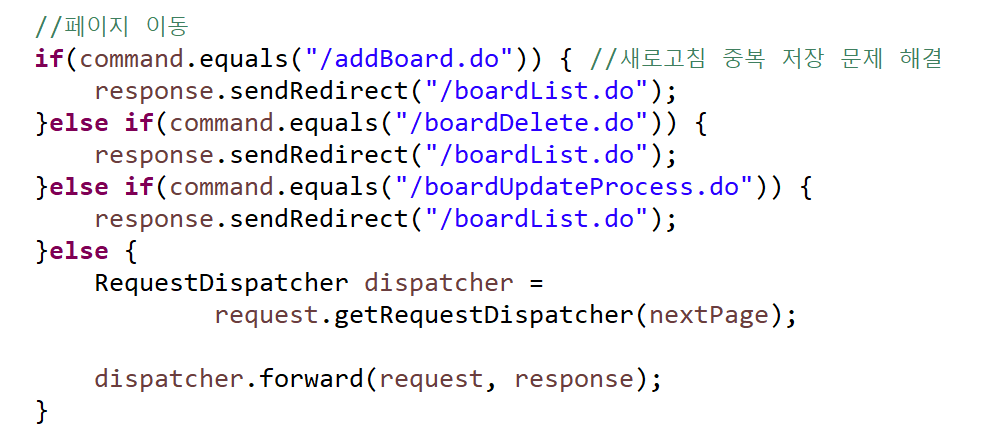 //페이지 이동
if(command.equals("/addBoard.do")) { //새로고침 중복 저장 문제 해결
    response.sendRedirect("/boardList.do");
}else if(command.equals("/boardDelete.do")) {
    response.sendRedirect("/boardList.do");
}else if(command.equals("/boardUpdateProcess.do")) {
    response.sendRedirect("/boardList.do");
}else {
    RequestDispatcher dispatcher =
            request.getRequestDispatcher(nextPage);
    dispatcher.forward(request, response);
}